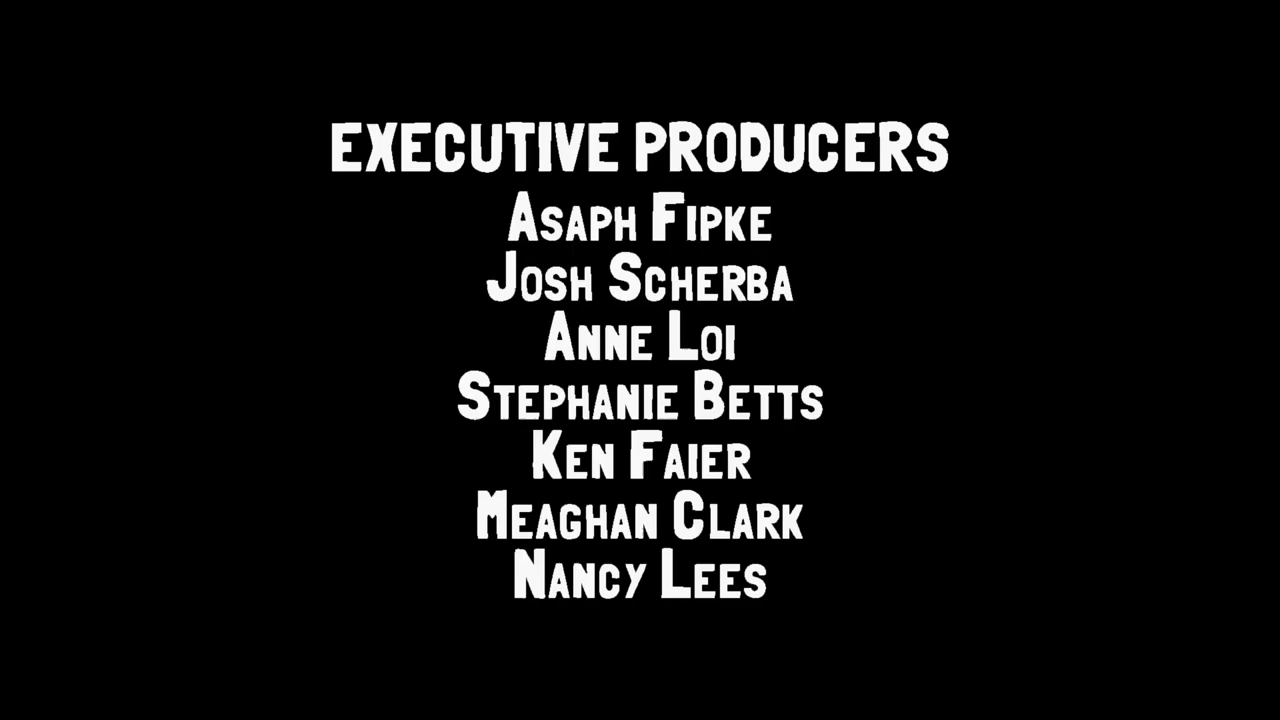 EXECUTIVE PRODUCERS
ASAPH FIPKE
JOSH SCHERBA
ANNE LOI
STEPHANIE BETTS
KEN FAIER
MEAGHAN CLARK
NANCY LEES